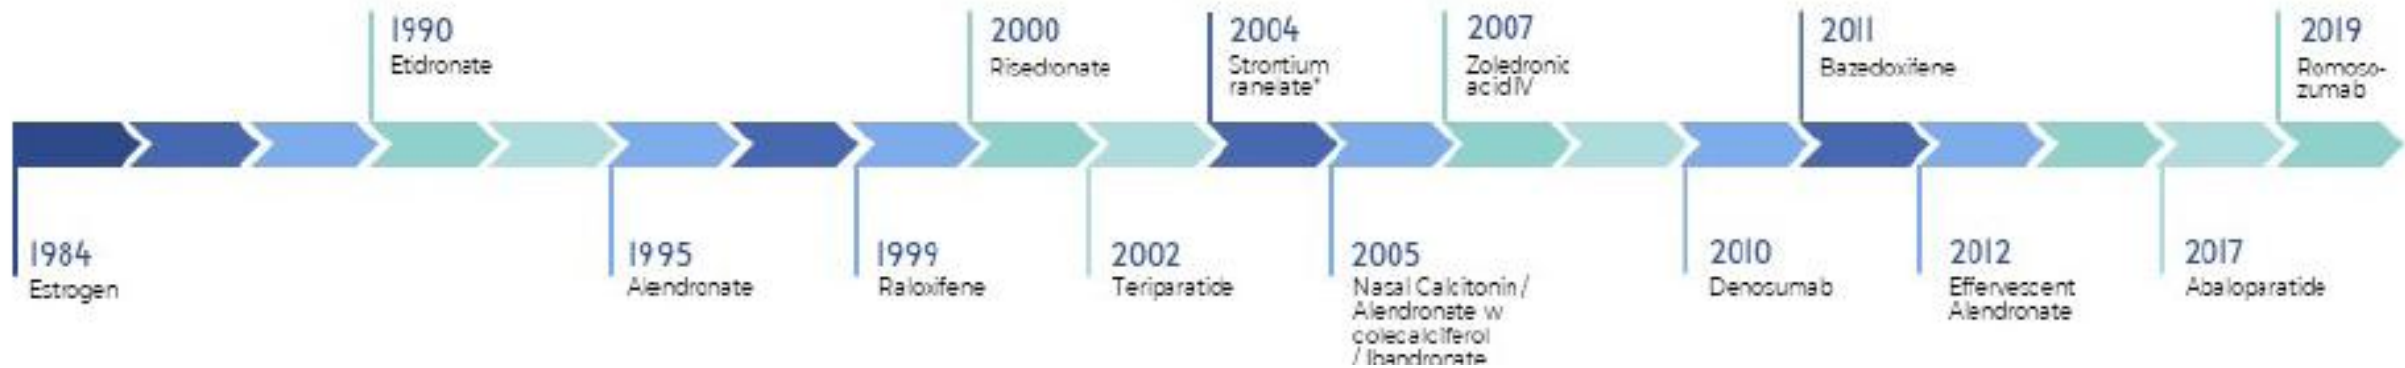 1990
Etidronate
2000
Risedronate
2004
Strontium
ranelate*
2007
Zoledronic
acid IV
2011
Bazedoxifene
2019
Romoso-
zumab
1984
Estrogen
1995
Alendronate
1999
Raloxifene
2002
Teriparatide
2005
Nasal Calcitonin /
Alendronate w
colecalciferol
/ Ibandronate
2010
Denosumab
2012
Effervescent
Alendronate
2017
Abaloparatide